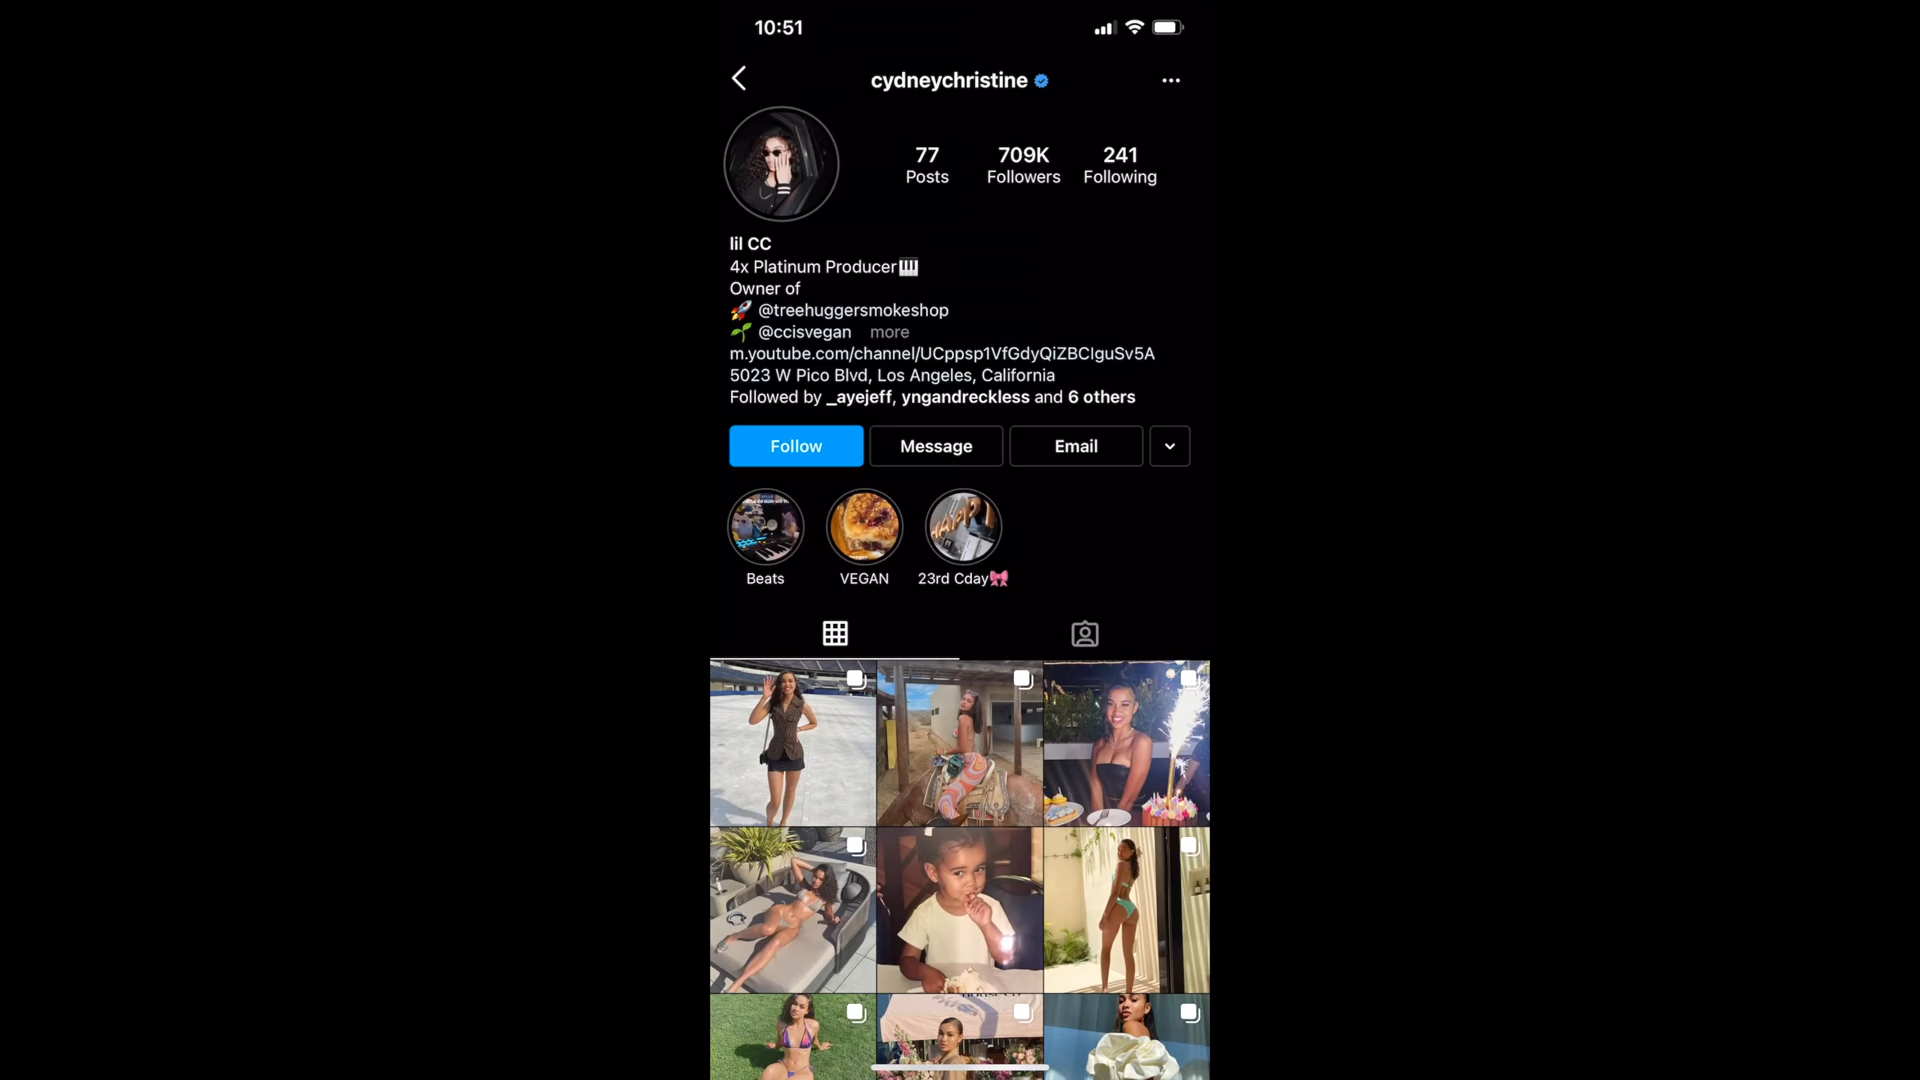 10:51
cydneychristine
77
Posts
709K
Followers
241
Following
lil CC
4x Platinum Producer🎹
Owner of
🚀 @treehuggersmokeshop
🌱 @ccisvegan more
m.youtube.com/channel/UCppsp1VfGdyQiZBCIguSv5A
5023 W Pico Blvd, Los Angeles, California
Followed by _ayejeff, yngandreckless and 6 others
Follow
Message
Email
HAPPI
Beats
VEGAN
23rd Cday🎀